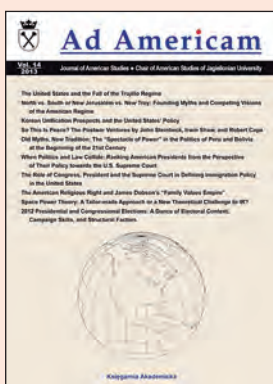 Ad Americam
Vol. 14
2013
Journal of American Studies • Chair of American Studies of Jagiellonian University
The United States and the Fall of the Trujillo Regime
North vs. South or New Jerusalem vs. New Troy: Founding Myths and Competing Visions
of the American Regime
Korean Unification Prospects and the United States' Policy
So This Is Peace? The Postwar Ventures by John Steinbeck, Irwin Shaw, and Robert Capa
Old Myths, New Tradition. The "Spectacle of Power" in the Politics of Peru and Bolivia
at the Beginning of the 21st Century
When Politics and Law Collide: Ranking American Presidents from the Perspective
of Their Policy towards the U.S. Supreme Court
The Role of Congress, President and the Supreme Court in Defining Immigration Policy
in the United States
The American Religious Right and James Dobson's "Family Values Empire"
Space Power Theory: A Tailor-made Approach or a New Theoretical Challenge to IR?
2012 Presidential and Congressional Elections: A Dance of Electoral Context,
Campaign Skills, and Structural Factors
Księgarnia Akademicka